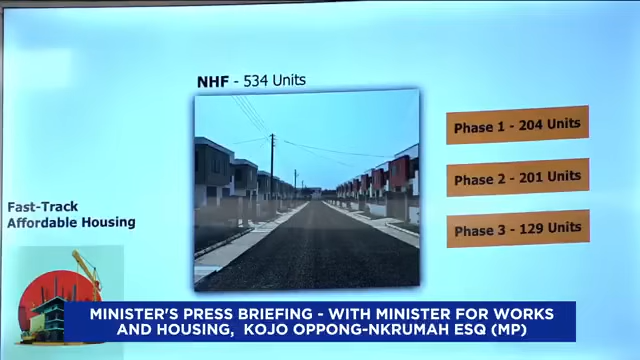 NHF - 534 Units
Phase 1 - 204 Units
Phase 2 - 201 Units
Phase 3 - 129 Units
Fast-Track
Affordable Housing
MINISTER'S PRESS BRIEFING - WITH MINISTER FOR WORKS
AND HOUSING, KOJO OPPONG-NKRUMAH ESQ (MP)